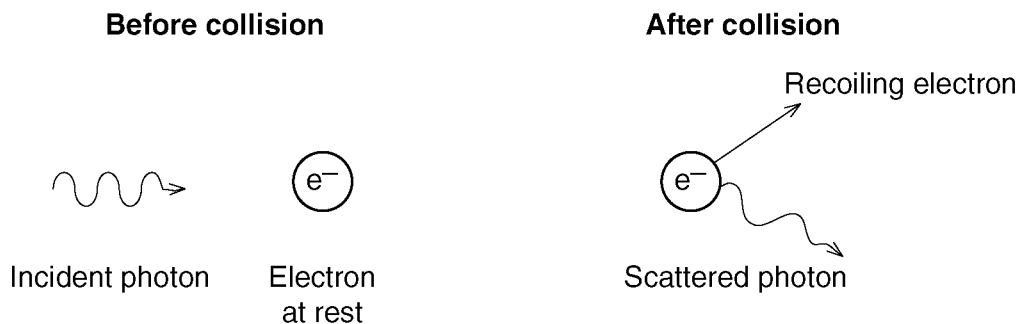 Before collision
After collision
Recoiling electron
e–
e–
Incident photon
Electron
at rest
Scattered photon